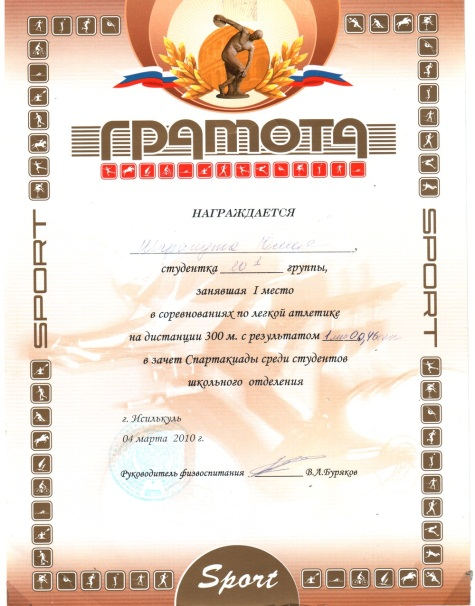 ГРАМОТА
НАГРАЖДАЕТСЯ
студентка группы,
занявшая I место
в соревнованиях по легкой атлетике
на дистанции 300 м. с результатом
в зачет Спартакиады среди студентов
школьного отделения
г. Исилькуль
04 марта 2010 г.
Руководитель физвоспитания В.А.Буряков
SPORT
SPORT
Sport